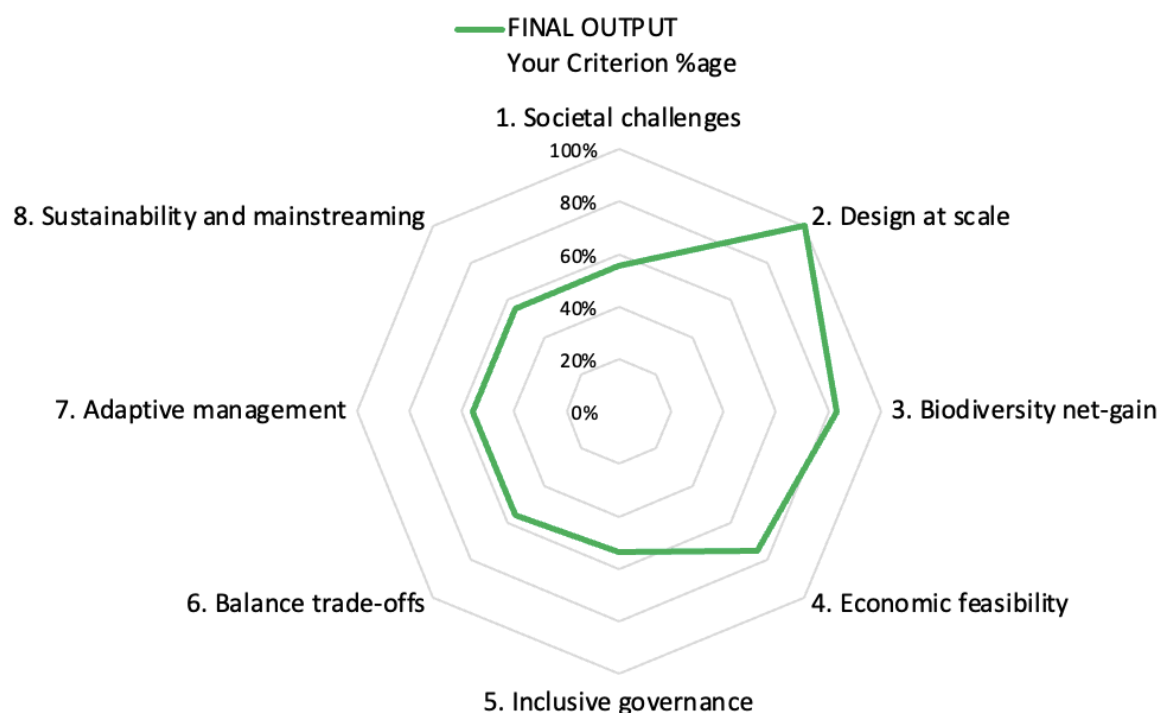 FINAL OUTPUT
Your Criterion %age
1. Societal challenges
100%
8. Sustainability and mainstreaming
80%
2. Design at scale
60%
40%
20%
7. Adaptive management
0%
3. Biodiversity net-gain
6. Balance trade-offs
4. Economic feasibility
5. Inclusive governance